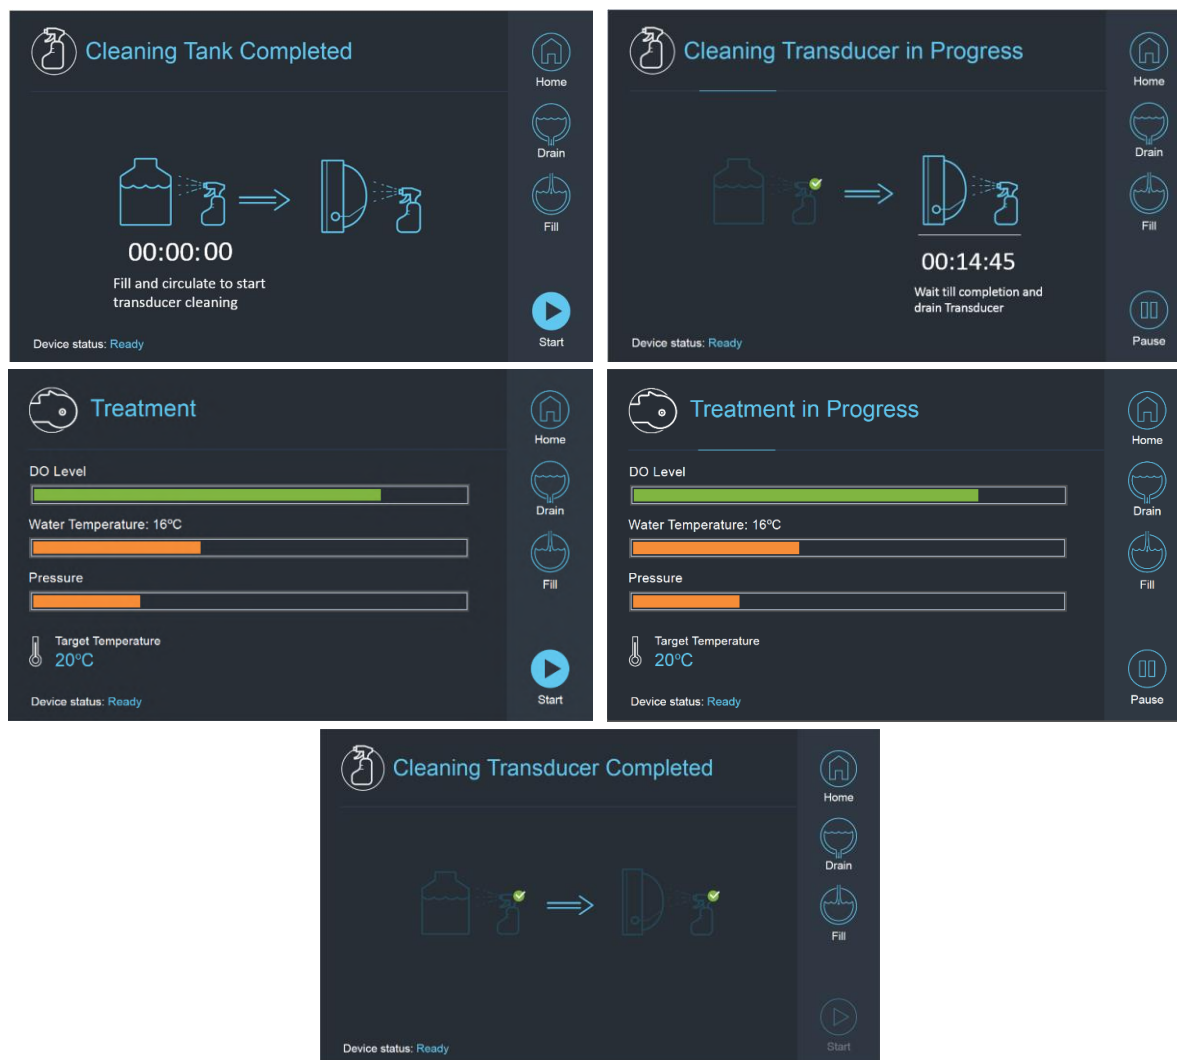 Cleaning Tank Completed
Home
Drain
Fill
00:00:00
Fill and circulate to start
transducer cleaning
Start
Device status: Ready
Cleaning Transducer in Progress
Home
Drain
Fill
00:14:45
Wait till completion and
drain Transducer
Pause
Device status: Ready
Treatment
Home
DO Level
Drain
Water Temperature: 16ºC
Pressure
Fill
Target Temperature
20ºC
Start
Device status: Ready
Treatment in Progress
Home
DO Level
Drain
Water Temperature: 16ºC
Pressure
Fill
Target Temperature
20ºC
Pause
Device status: Ready
Cleaning Transducer Completed
Home
Drain
Fill
Start
Device status: Ready